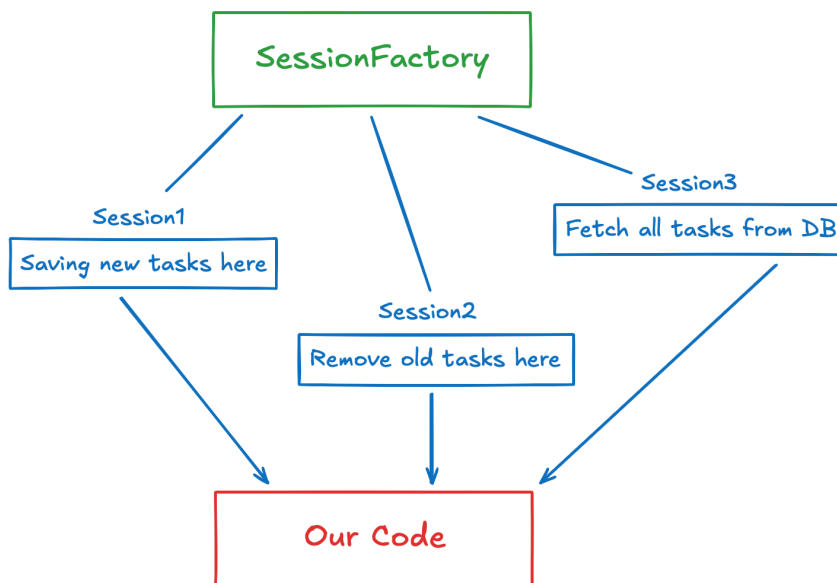 SessionFactory
Session1
Saving new tasks here
Session2
Remove old tasks here
Session3
Fetch all tasks from DB
Our Code